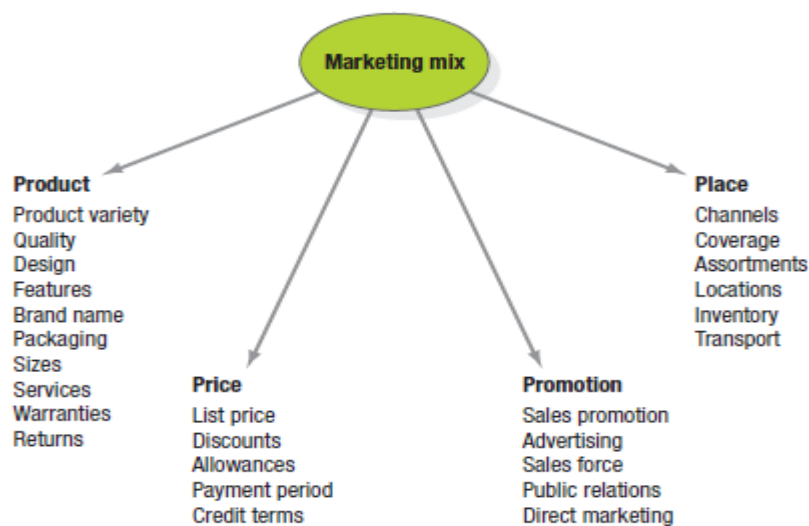 Marketing mix
Product
Product variety
Quality
Design
Features
Brand name
Packaging
Sizes
Services
Warranties
Returns
Price
List price
Discounts
Allowances
Payment period
Credit terms
Promotion
Sales promotion
Advertising
Sales force
Public relations
Direct marketing
Place
Channels
Coverage
Assortments
Locations
Inventory
Transport